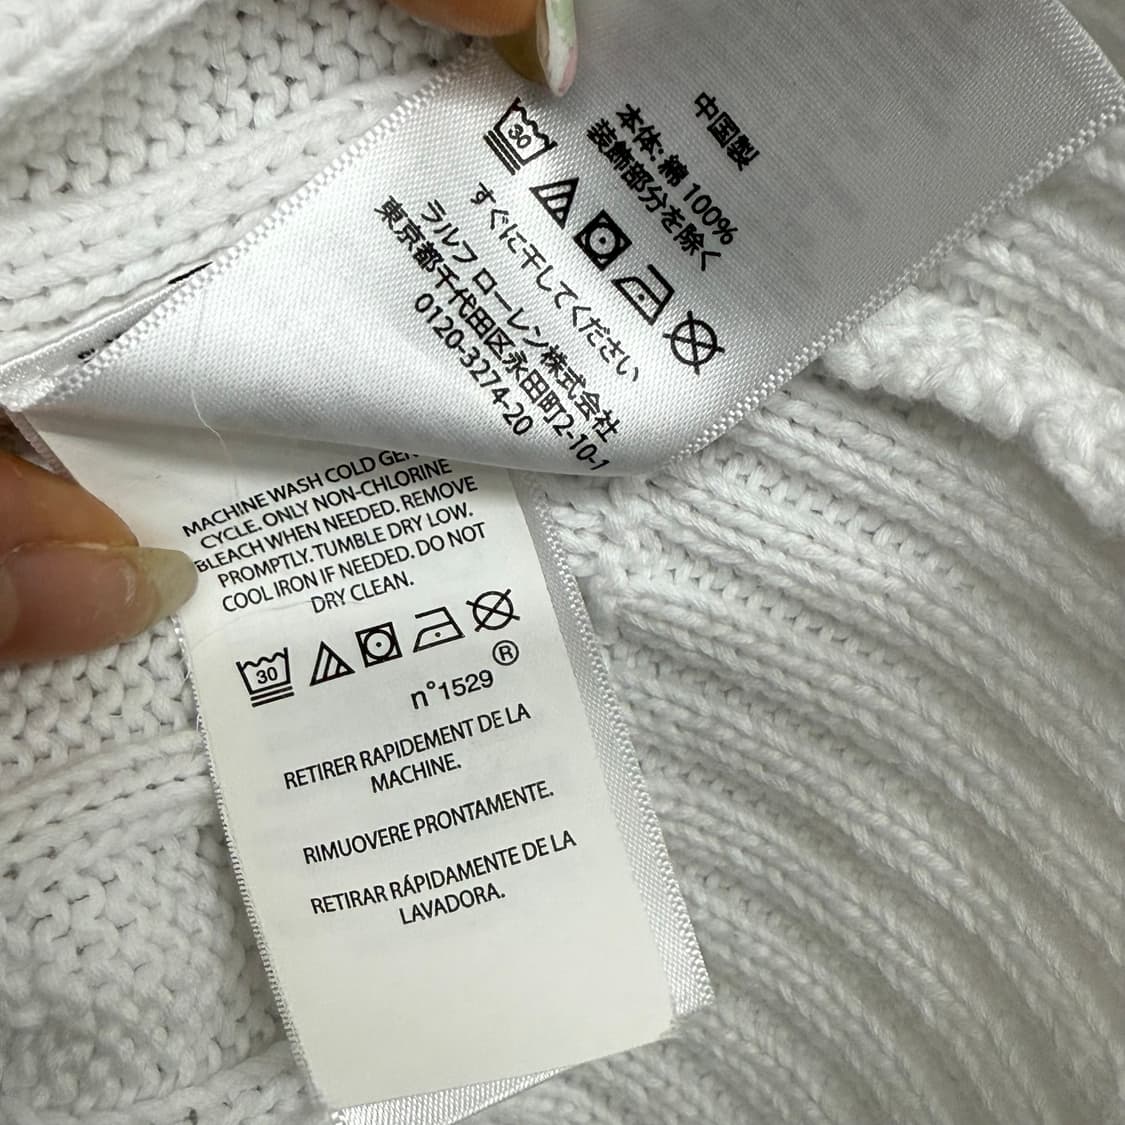 中国製
本体: 綿 100%
装飾部分を除く
30
すぐに干してください
ラルフ ローレン株式会社
東京都千代田区永田町2-10-1
0120-3274-20
MACHINE WASH COLD
CYCLE. ONLY NON-CHLORINE
BLEACH WHEN NEEDED. REMOVE
PROMPTLY. TUMBLE DRY LOW.
COOL IRON IF NEEDED. DO NOT
DRY CLEAN.
30
n°1529 ®
RETIRER RAPIDEMENT DE LA
MACHINE.
RIMUOVERE PRONTAMENTE.
RETIRAR RÁPIDAMENTE DE LA
LAVADORA.